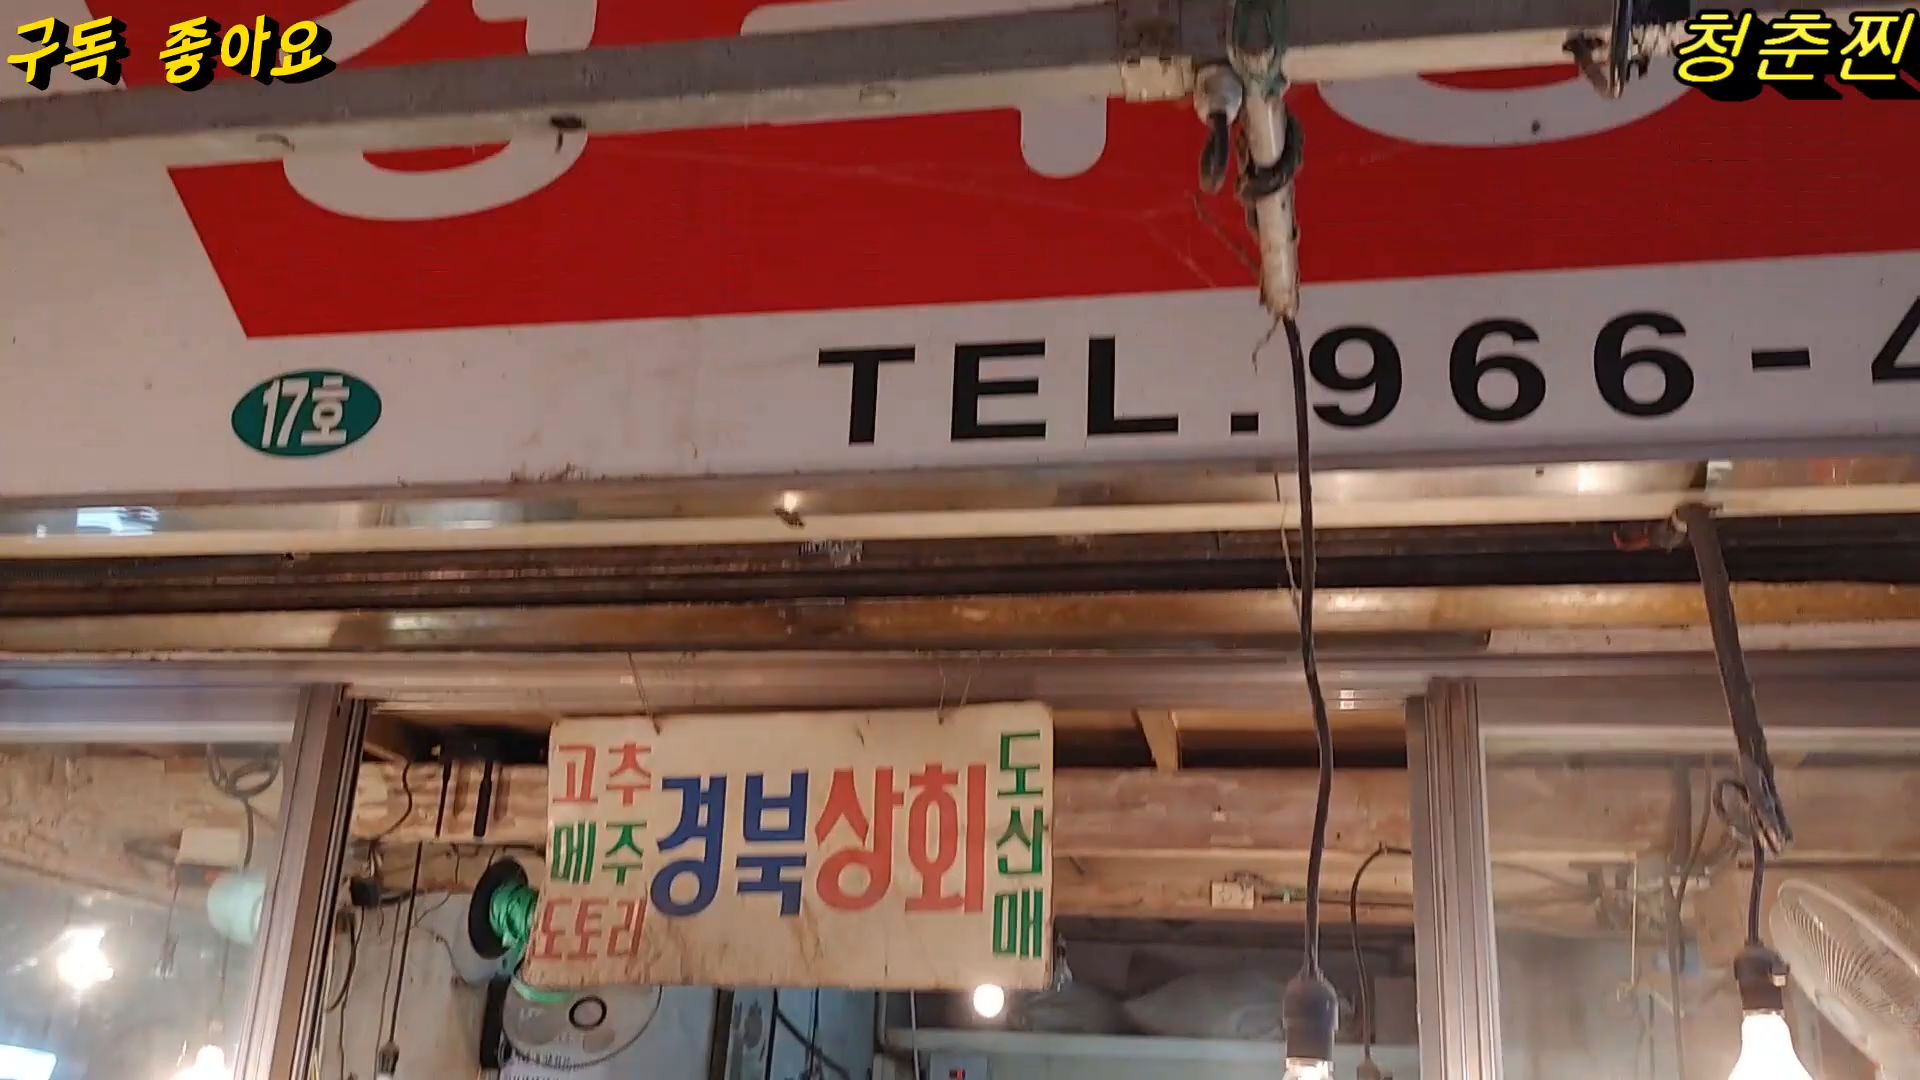 구독 좋아요
청춘찐
17호
TEL.966-4
고추
메주
도토리
경북상회
도산매